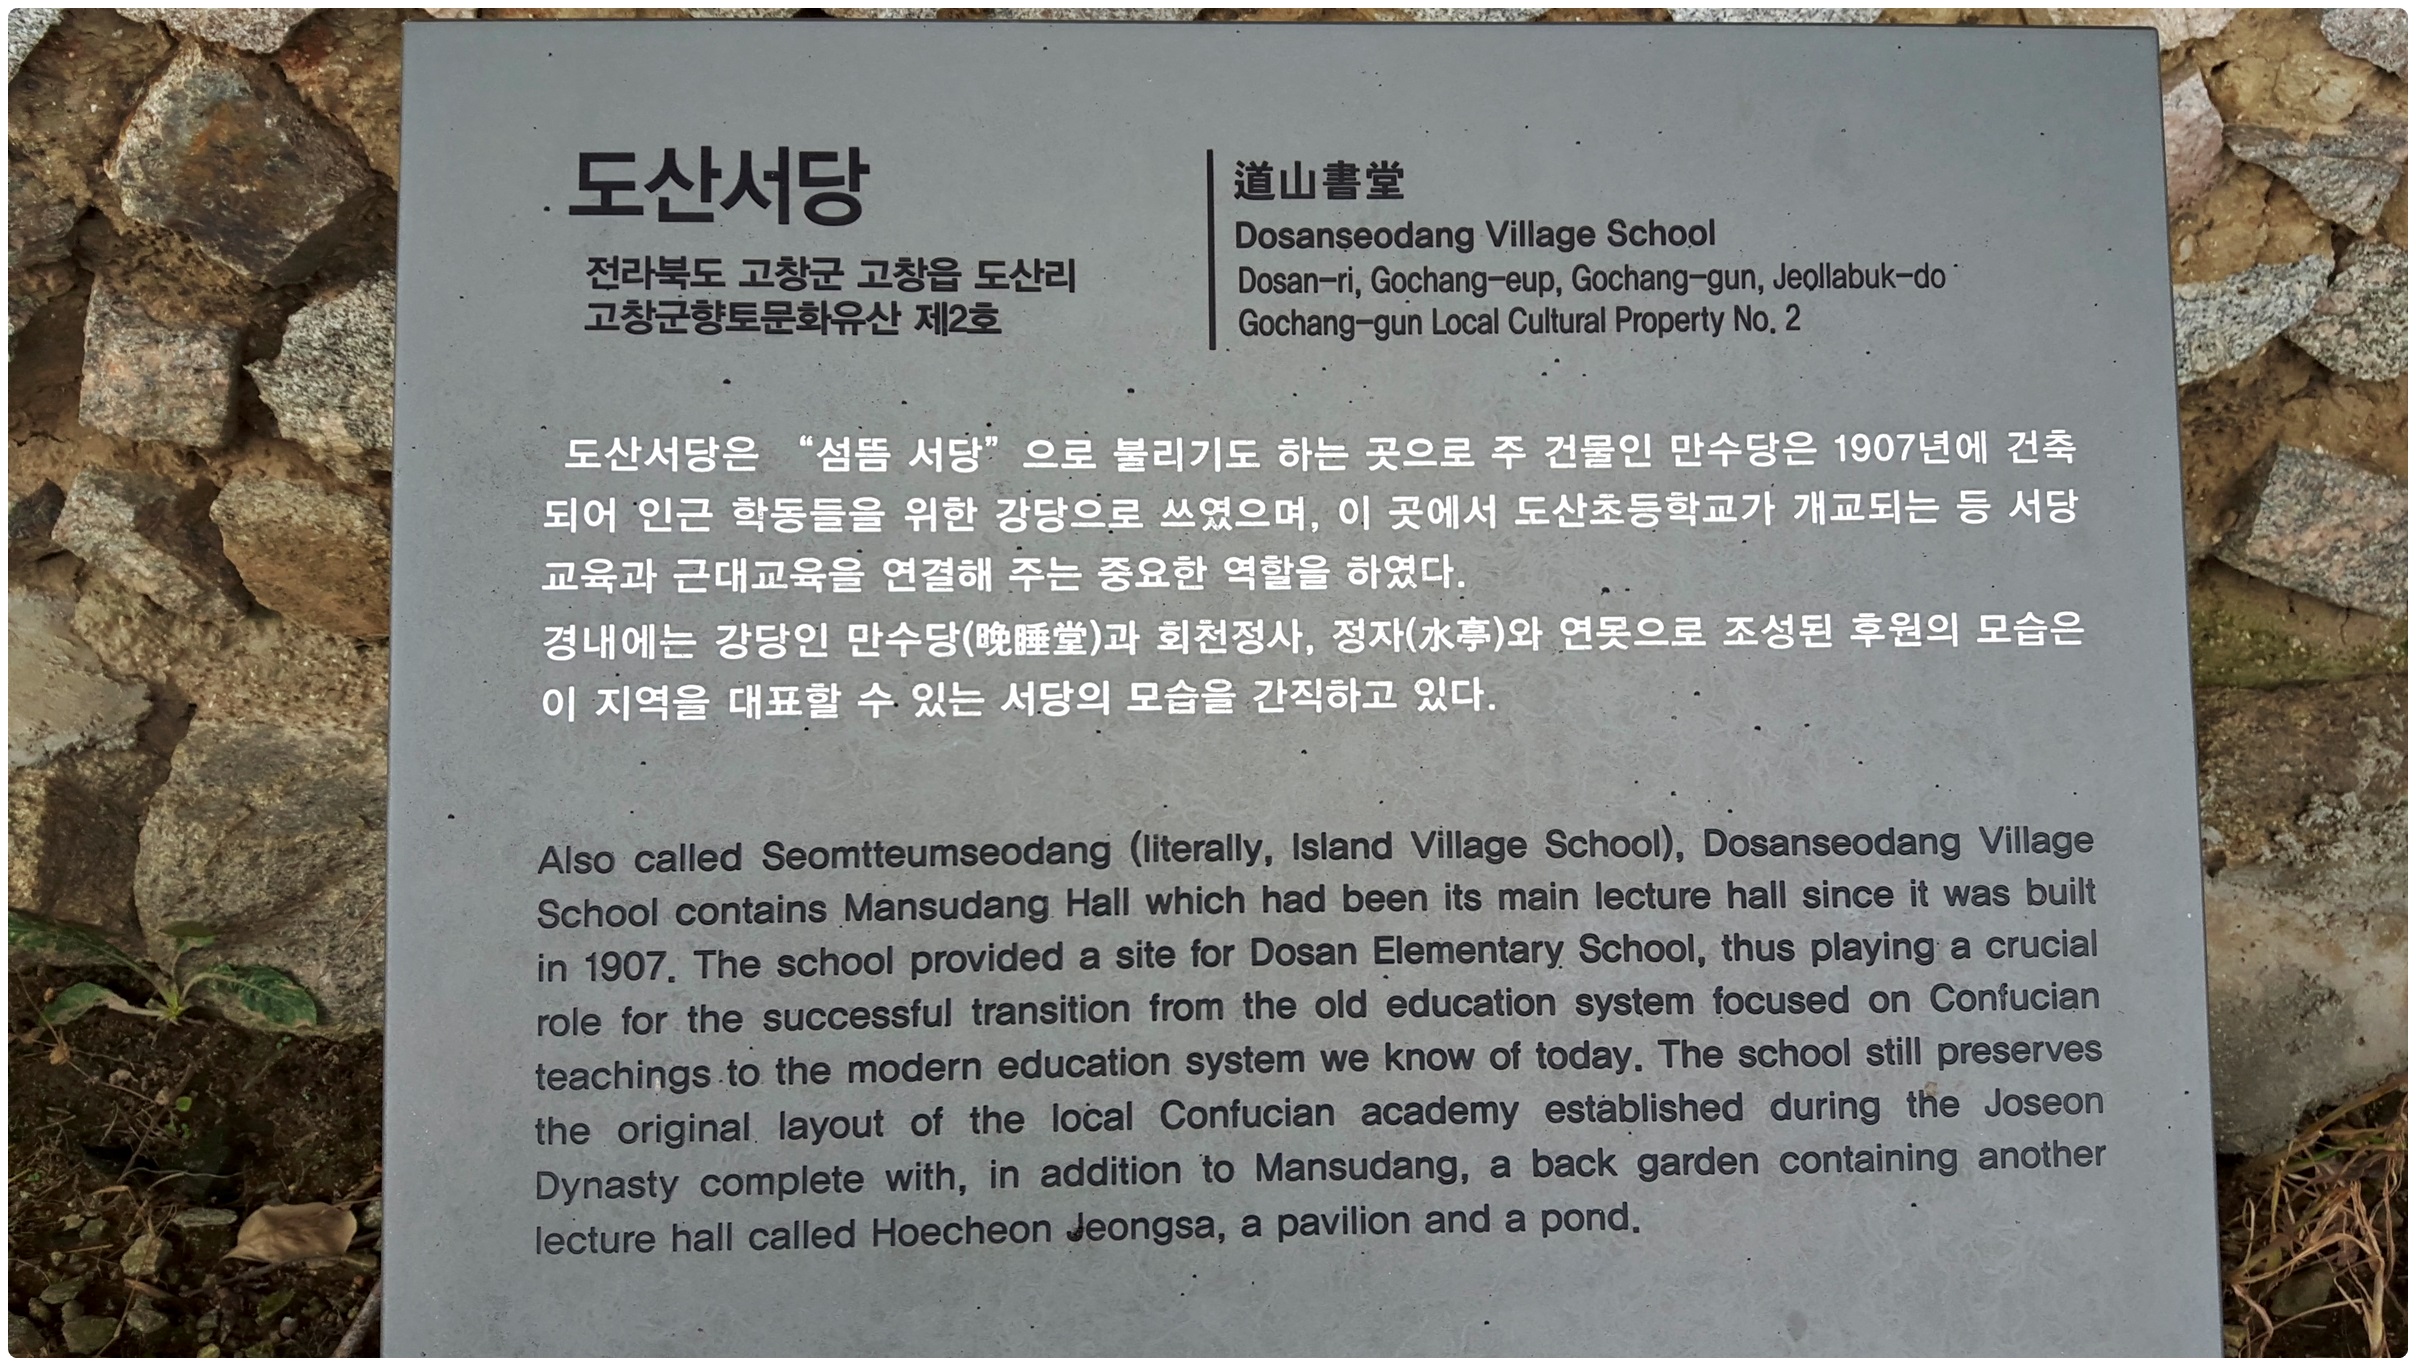 도산서당
전라북도 고창군 고창읍 도산리
고창군향토문화유산 제2호
道山書堂
Dosanseodang Village School
Dosan-ri, Gochang-eup, Gochang-gun, Jeollabuk-do
Gochang-gun Local Cultural Property No. 2
도산서당은 “섬뜸 서당”으로 불리기도 하는 곳으로 주 건물인 만수당은 1907년에 건축
되어 인근 학동들을 위한 강당으로 쓰였으며, 이 곳에서 도산초등학교가 개교되는 등 서당
교육과 근대교육을 연결해 주는 중요한 역할을 하였다.
경내에는 강당인 만수당(晩睡堂)과 회천정사, 정자(水亭)와 연못으로 조성된 후원의 모습은
이 지역을 대표할 수 있는 서당의 모습을 간직하고 있다.
Also called Seomtteumseodang (literally, Island Village School), Dosanseodang Village
School contains Mansudang Hall which had been its main lecture hall since it was built
in 1907. The school provided a site for Dosan Elementary School, thus playing a crucial
role for the successful transition from the old education system focused on Confucian
teachings to the modern education system we know of today. The school still preserves
the original layout of the local Confucian academy established during the Joseon
Dynasty complete with, in addition to Mansudang, a back garden containing another
lecture hall called Hoecheon Jeongsa, a pavilion and a pond.